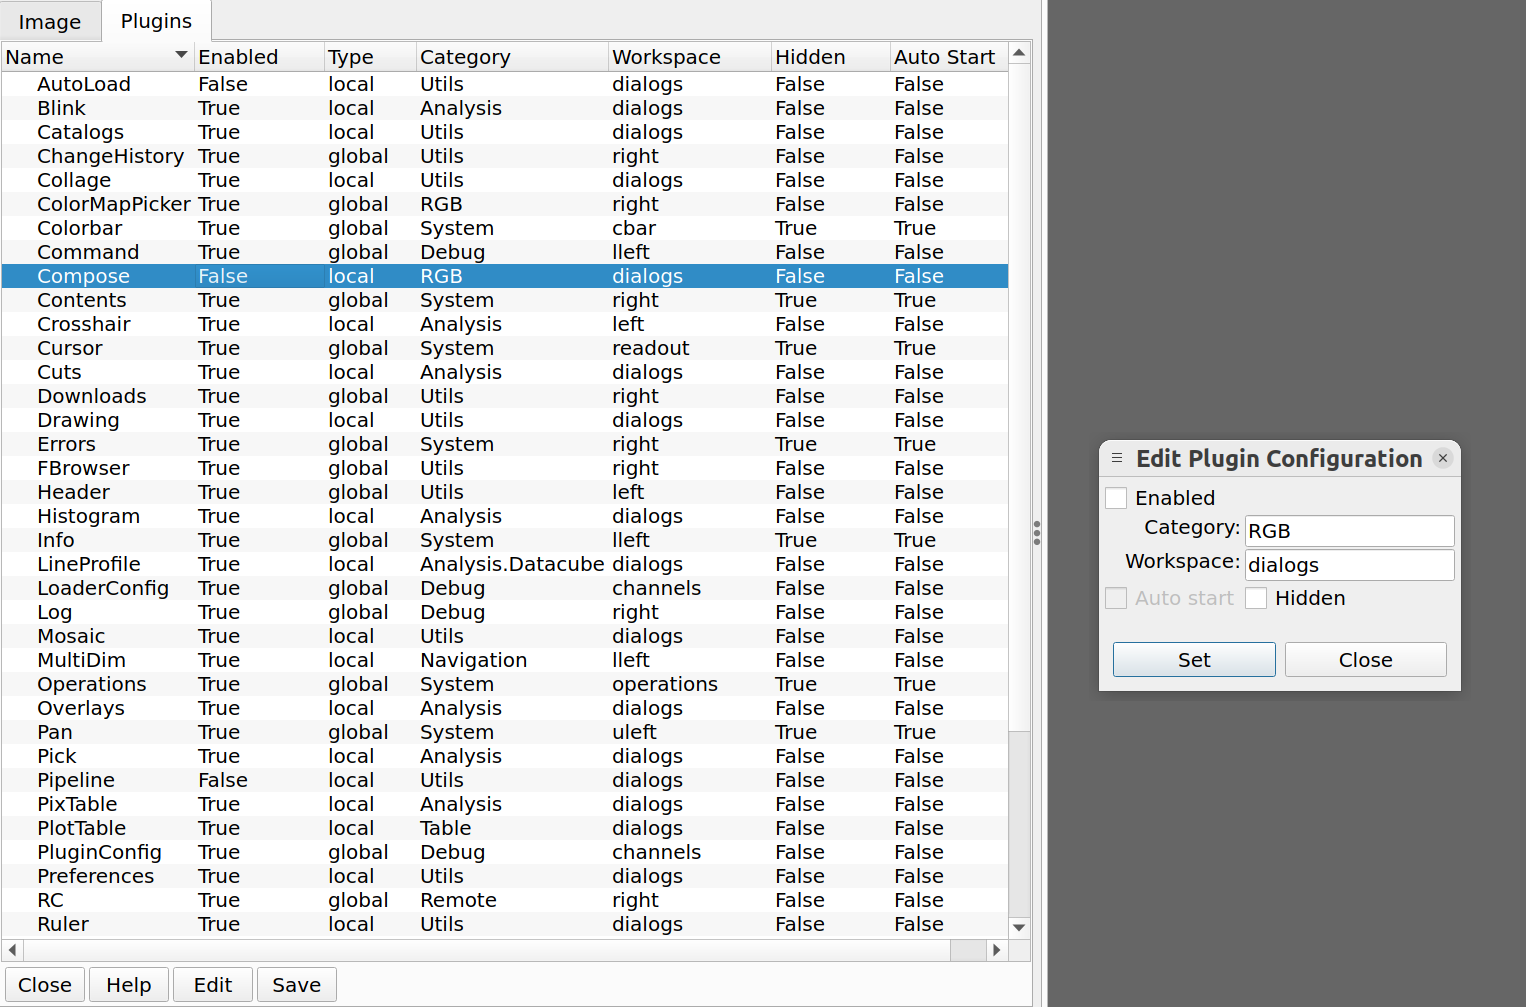 Image Plugins
Name Enabled Type Category Workspace Hidden Auto Start
AutoLoad False local Utils dialogs False False
Blink True local Analysis dialogs False False
Catalogs True local Utils dialogs False False
ChangeHistory True global Utils right False False
Collage True local Utils dialogs False False
ColorMapPicker True global RGB right False False
Colorbar True global System cbar True True
Command True global Debug lleft False False
Compose False local RGB dialogs False False
Contents True global System right True True
Crosshair True local Analysis left False False
Cursor True global System readout True True
Cuts True local Analysis dialogs False False
Downloads True global Utils right False False
Drawing True local Utils dialogs False False
Errors True global System right True True
FBrowser True global Utils right False False
Header True global Utils left False False
Histogram True local Analysis dialogs False False
Info True global System lleft True True
LineProfile True local Analysis.Datacube dialogs False False
LoaderConfig True global Debug channels False False
Log True global Debug right False False
Mosaic True local Utils dialogs False False
MultiDim True local Navigation lleft False False
Operations True global System operations True True
Overlays True local Analysis dialogs False False
Pan True global System uleft True True
Pick True local Analysis dialogs False False
Pipeline False local Utils dialogs False False
PixTable True local Analysis dialogs False False
PlotTable True local Table dialogs False False
PluginConfig True global Debug channels False False
Preferences True local Utils dialogs False False
RC True global Remote right False False
Ruler True local Utils dialogs False False
Close Help Edit Save
Edit Plugin Configuration
Enabled
Category: RGB
Workspace: dialogs
Auto start Hidden
Set Close